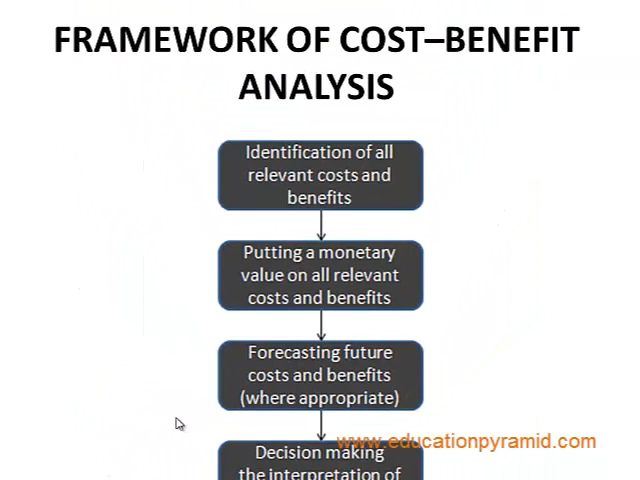 FRAMEWORK OF COST–BENEFIT
ANALYSIS
Identification of all
relevant costs and
benefits
Putting a monetary
value on all relevant
costs and benefits
Forecasting future
costs and benefits
(where appropriate)
www.educationpyramid.com
Decision making
the interpretation of